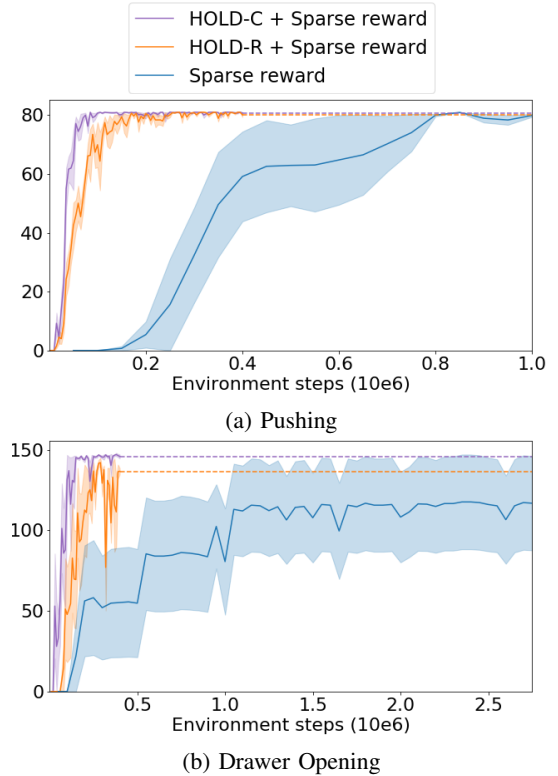 HOLD-C + Sparse reward
HOLD-R + Sparse reward
Sparse reward
80
60
40
20
0
0.2 0.4 0.6 0.8 1.0
Environment steps (10e6)
(a) Pushing
150
100
50
0
0.5 1.0 1.5 2.0 2.5
Environment steps (10e6)
(b) Drawer Opening